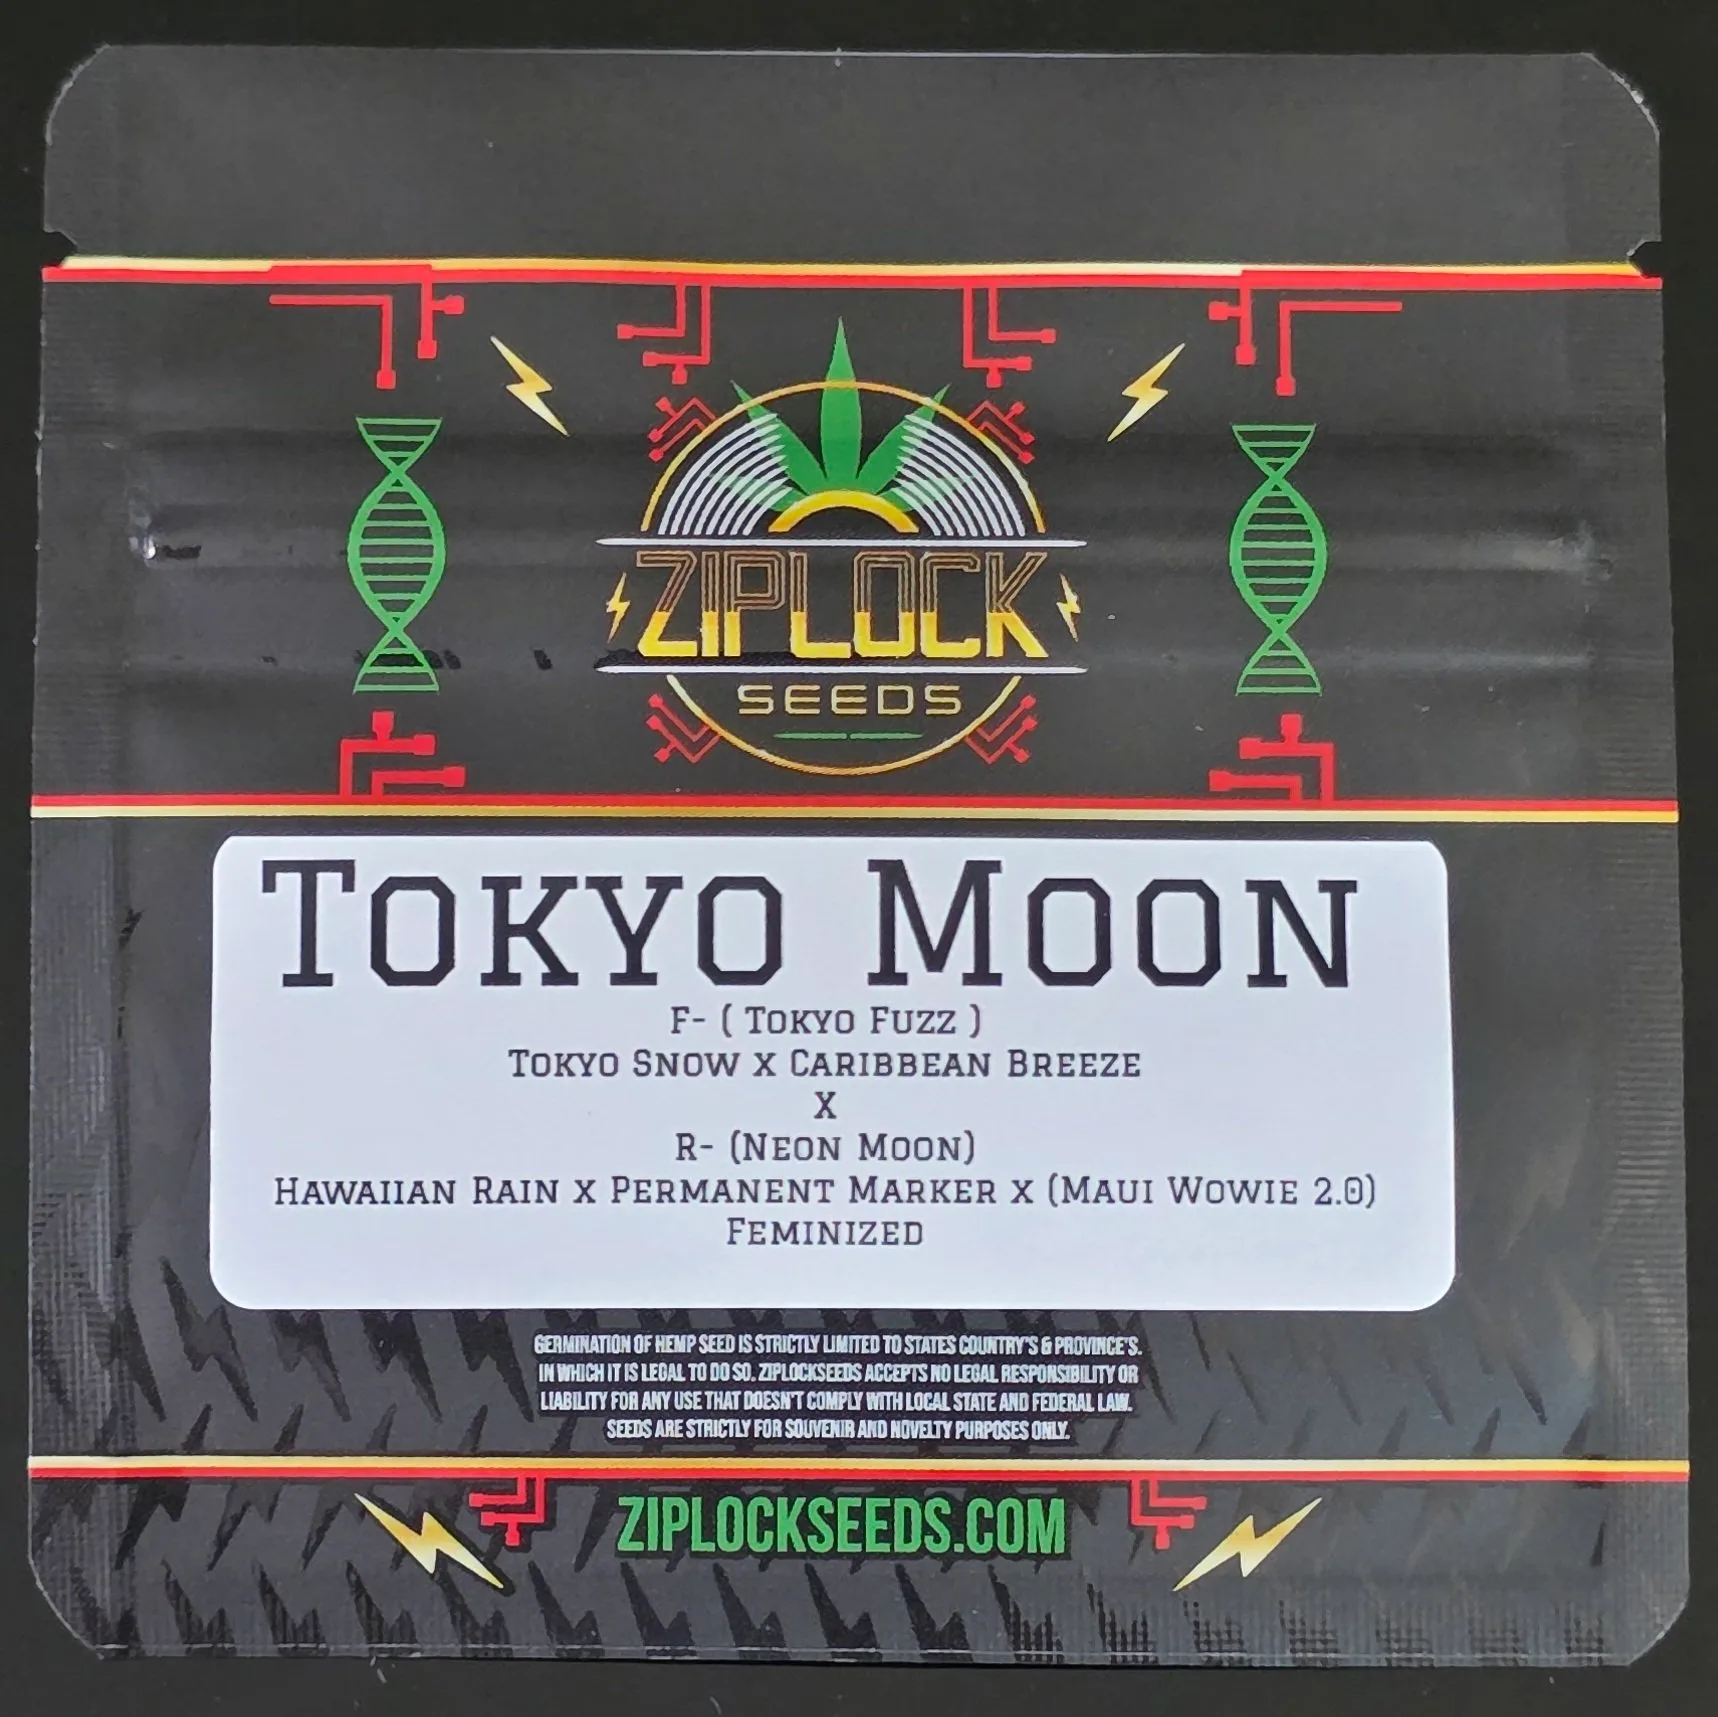 ZIPLOCK
SEEDS
TOKYO MOON
F- ( TOKYO FUZZ )
TOKYO SNOW X CARIBBEAN BREEZE
X
R- (NEON MOON)
HAWAIIAN RAIN X PERMANENT MARKER X (MAUI WOWIE 2.0)
FEMINIZED
GERMINATION OF HEMP SEED IS STRICTLY LIMITED TO STATES COUNTRY'S & PROVINCE'S.
IN WHICH IT IS LEGAL TO DO SO. ZIPLOCKSEEDS ACCEPTS NO LEGAL RESPONSIBILITY OR
LIABILITY FOR ANY USE THAT DOESN'T COMPLY WITH LOCAL STATE AND FEDERAL LAW.
SEEDS ARE STRICTLY FOR SOUVENIR AND NOVELTY PURPOSES ONLY.
ZIPLOCKSEEDS.COM